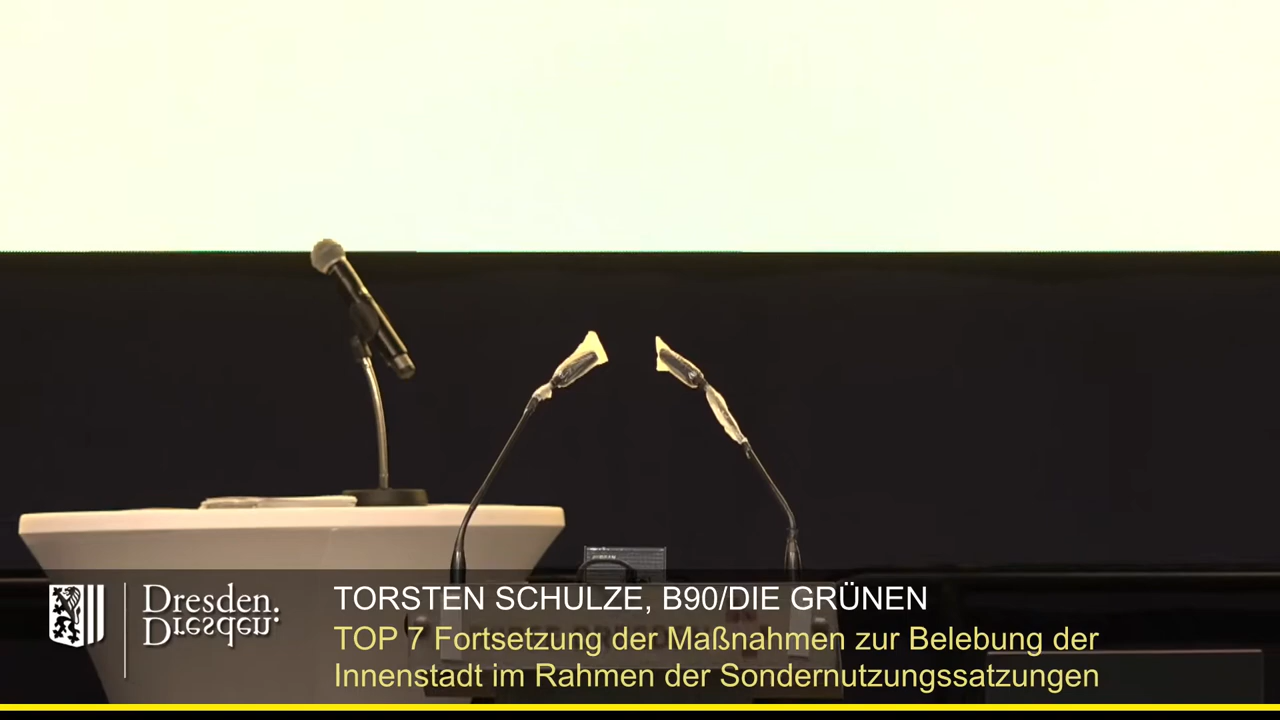 Dresden.
Dresden.
TORSTEN SCHULZE, B90/DIE GRÜNEN
TOP 7 Fortsetzung der Maßnahmen zur Belebung der
Innenstadt im Rahmen der Sondernutzungssatzungen